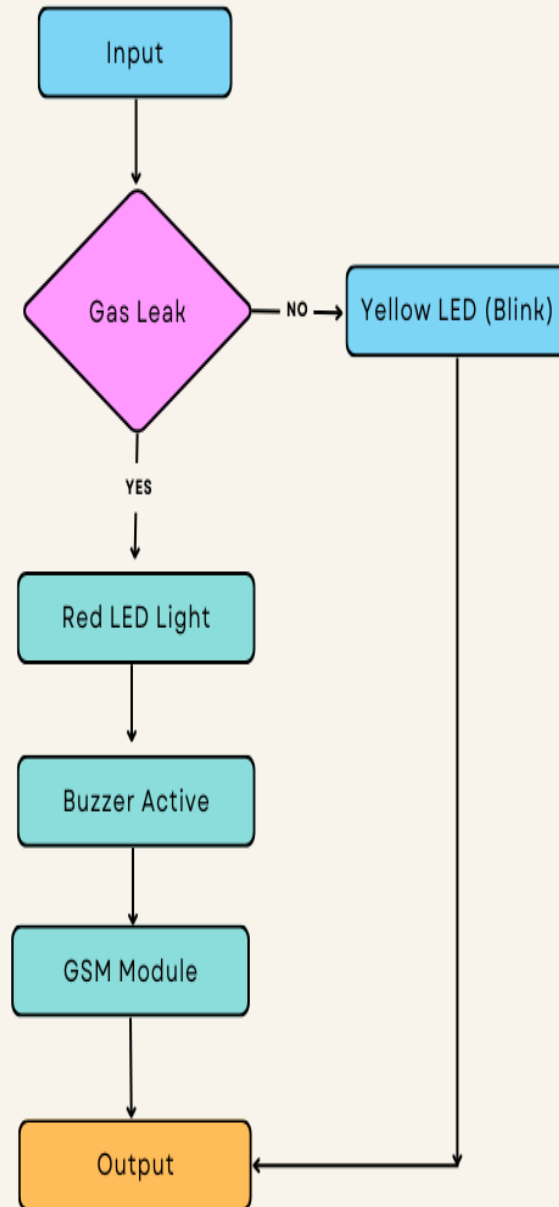 Input
Gas Leak
NO
Yellow LED (Blink)
YES
Red LED Light
Buzzer Active
GSM Module
Output